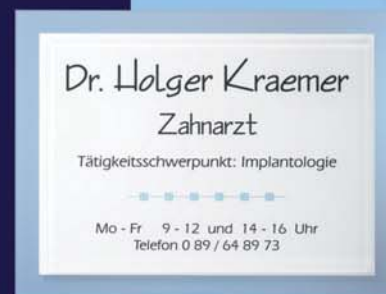 Dr. Holger Kraemer
Zahnarzt
Tätigkeitsschwerpunkt: Implantologie
Mo - Fr 9 - 12 und 14 - 16 Uhr
Telefon 0 89 / 64 89 73